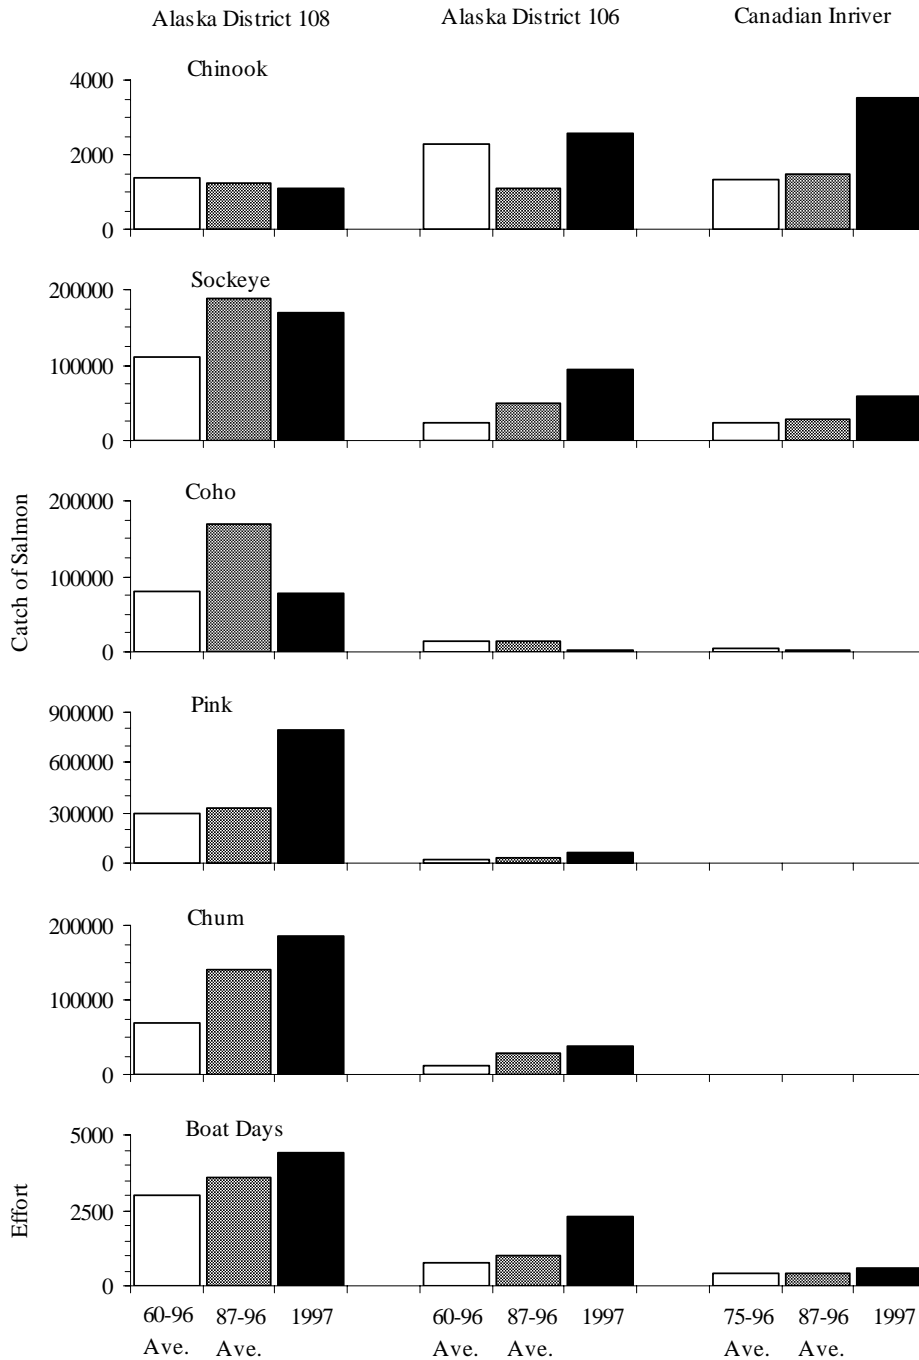 Alaska District 108 Alaska District 106 Canadian Inriver
Chinook
4000
2000
0
Sockeye
200000
100000
0
Coho
200000
100000
0
Catch of Salmon
Pink
900000
600000
300000
0
Chum
200000
100000
0
Boat Days
5000
2500
0
Effort
60-96 87-96 1997 60-96 87-96 1997 75-96 87-96 1997
Ave. Ave. Ave. Ave. Ave. Ave.